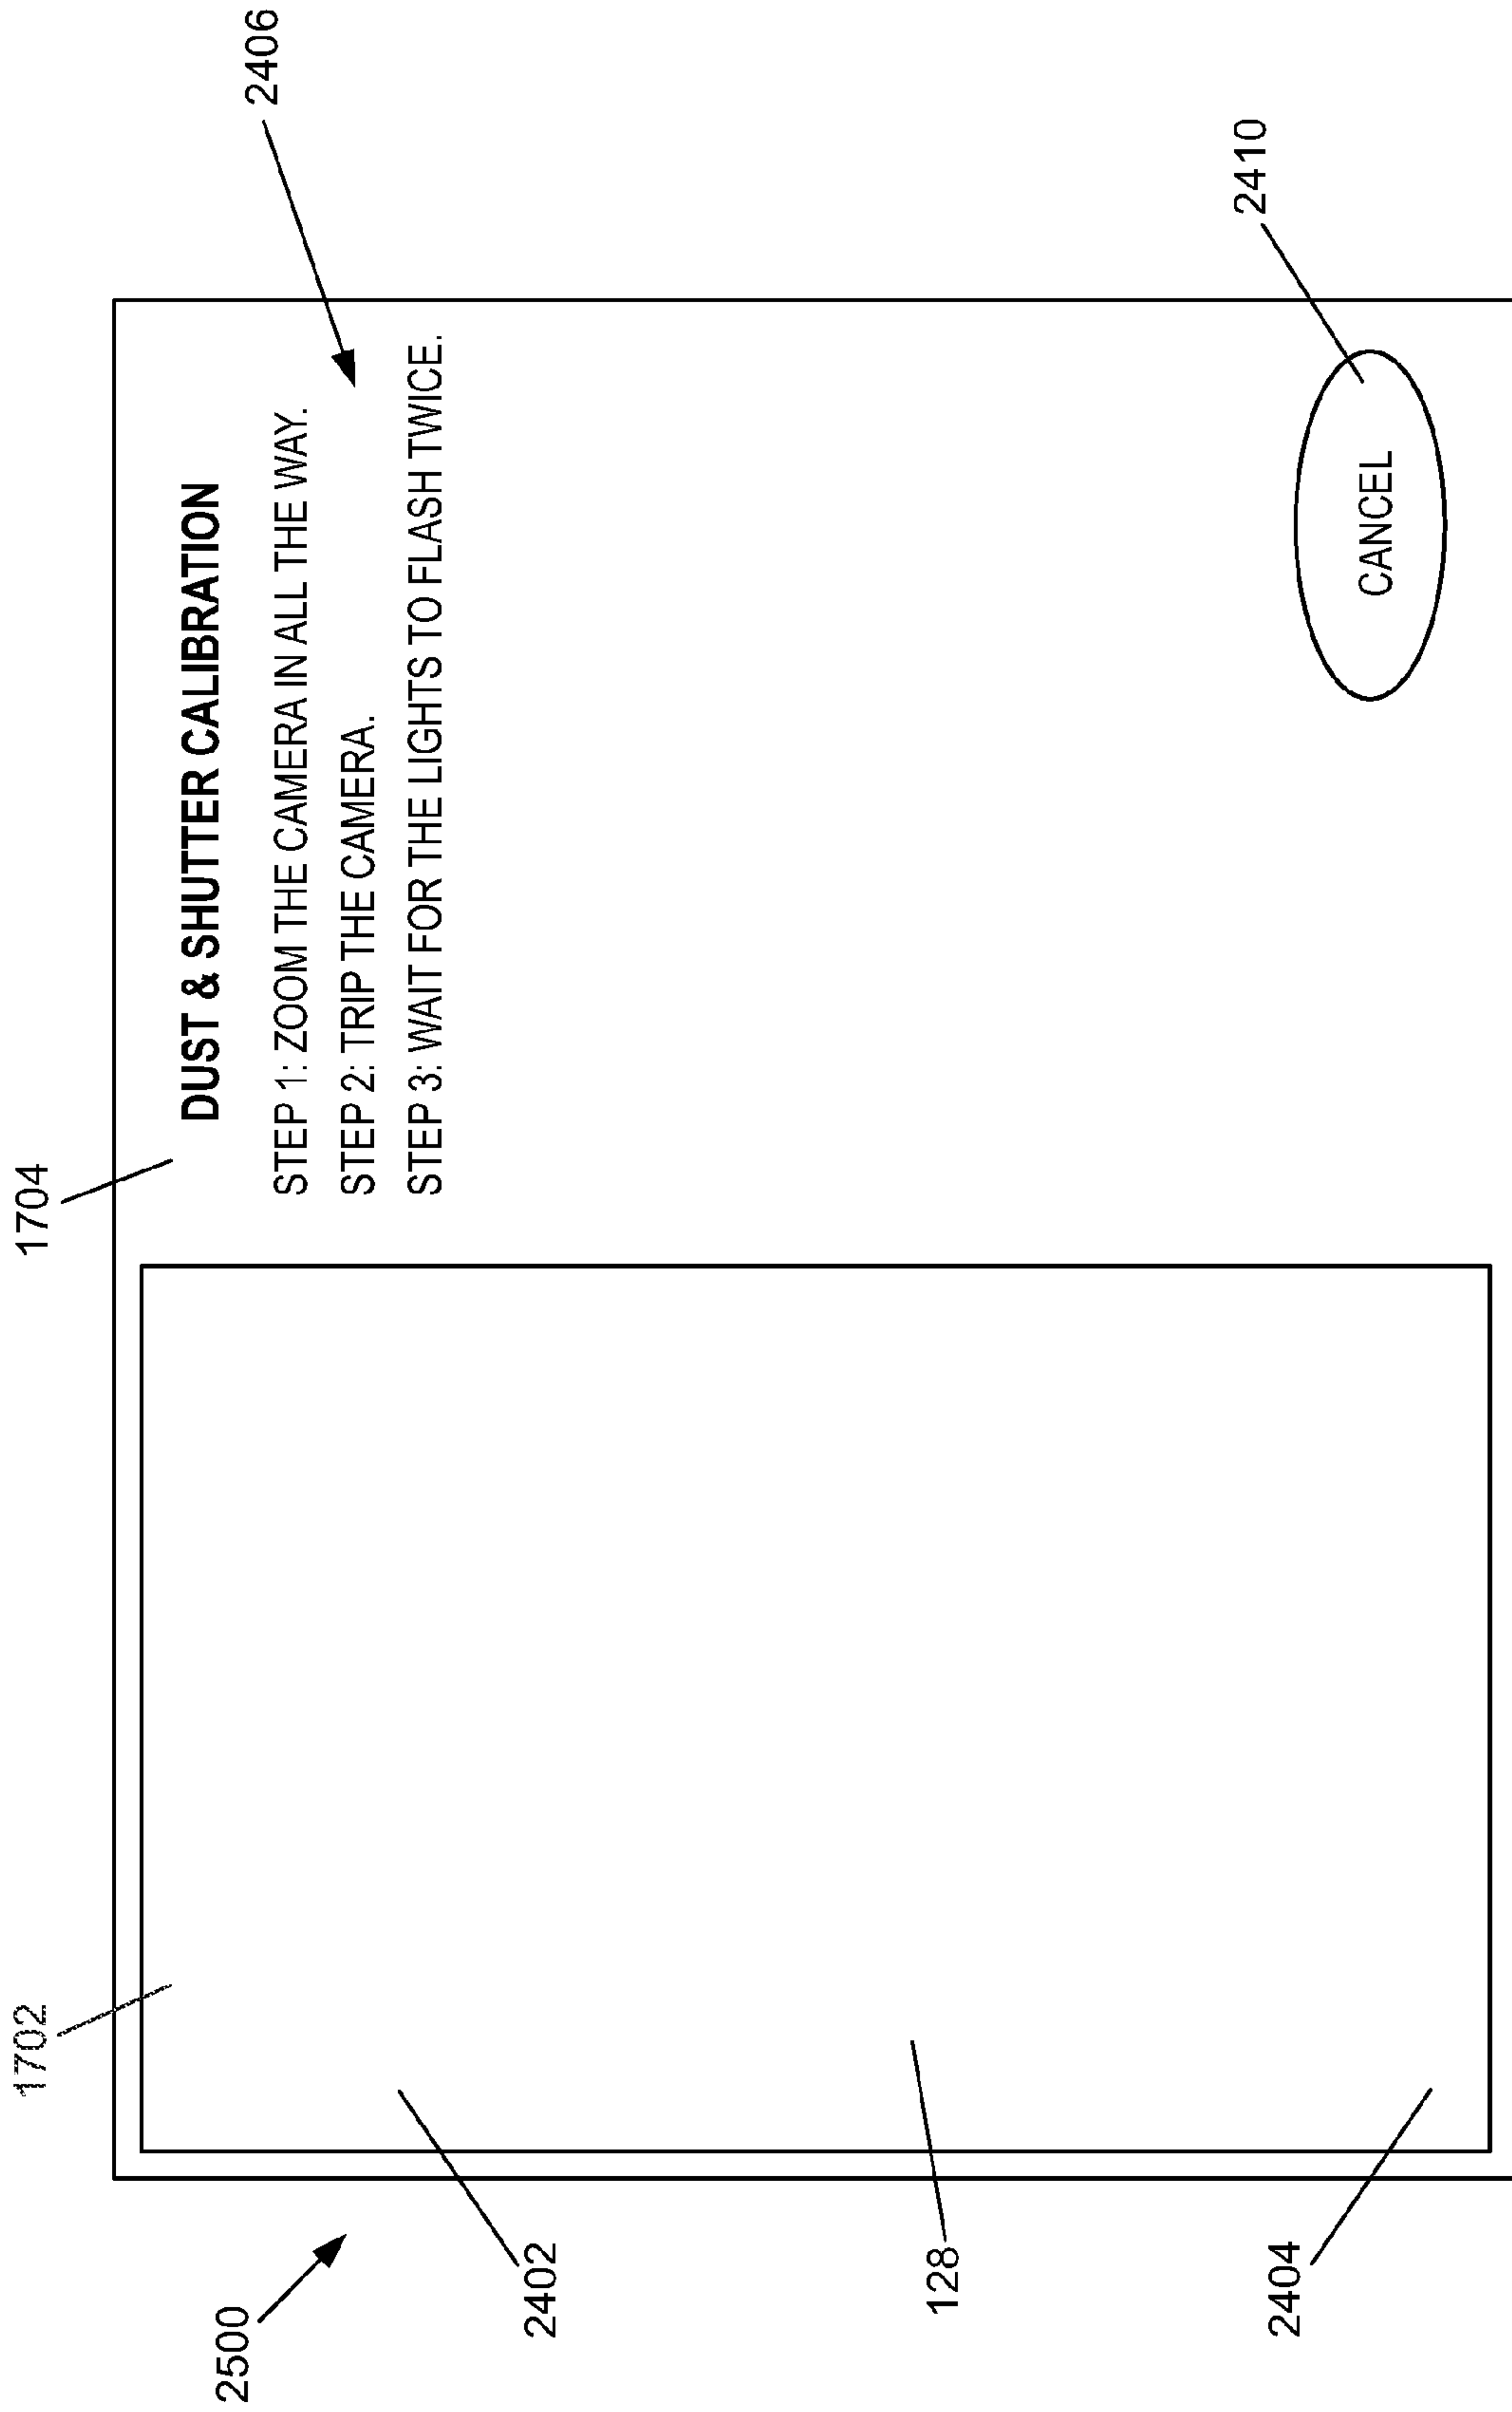 1702
1704
2406
2500
DUST & SHUTTER CALIBRATION
STEP 1: ZOOM THE CAMERA IN ALL THE WAY.
STEP 2: TRIP THE CAMERA.
STEP 3: WAIT FOR THE LIGHTS TO FLASH TWICE.
2402
128
2404
2410
CANCEL